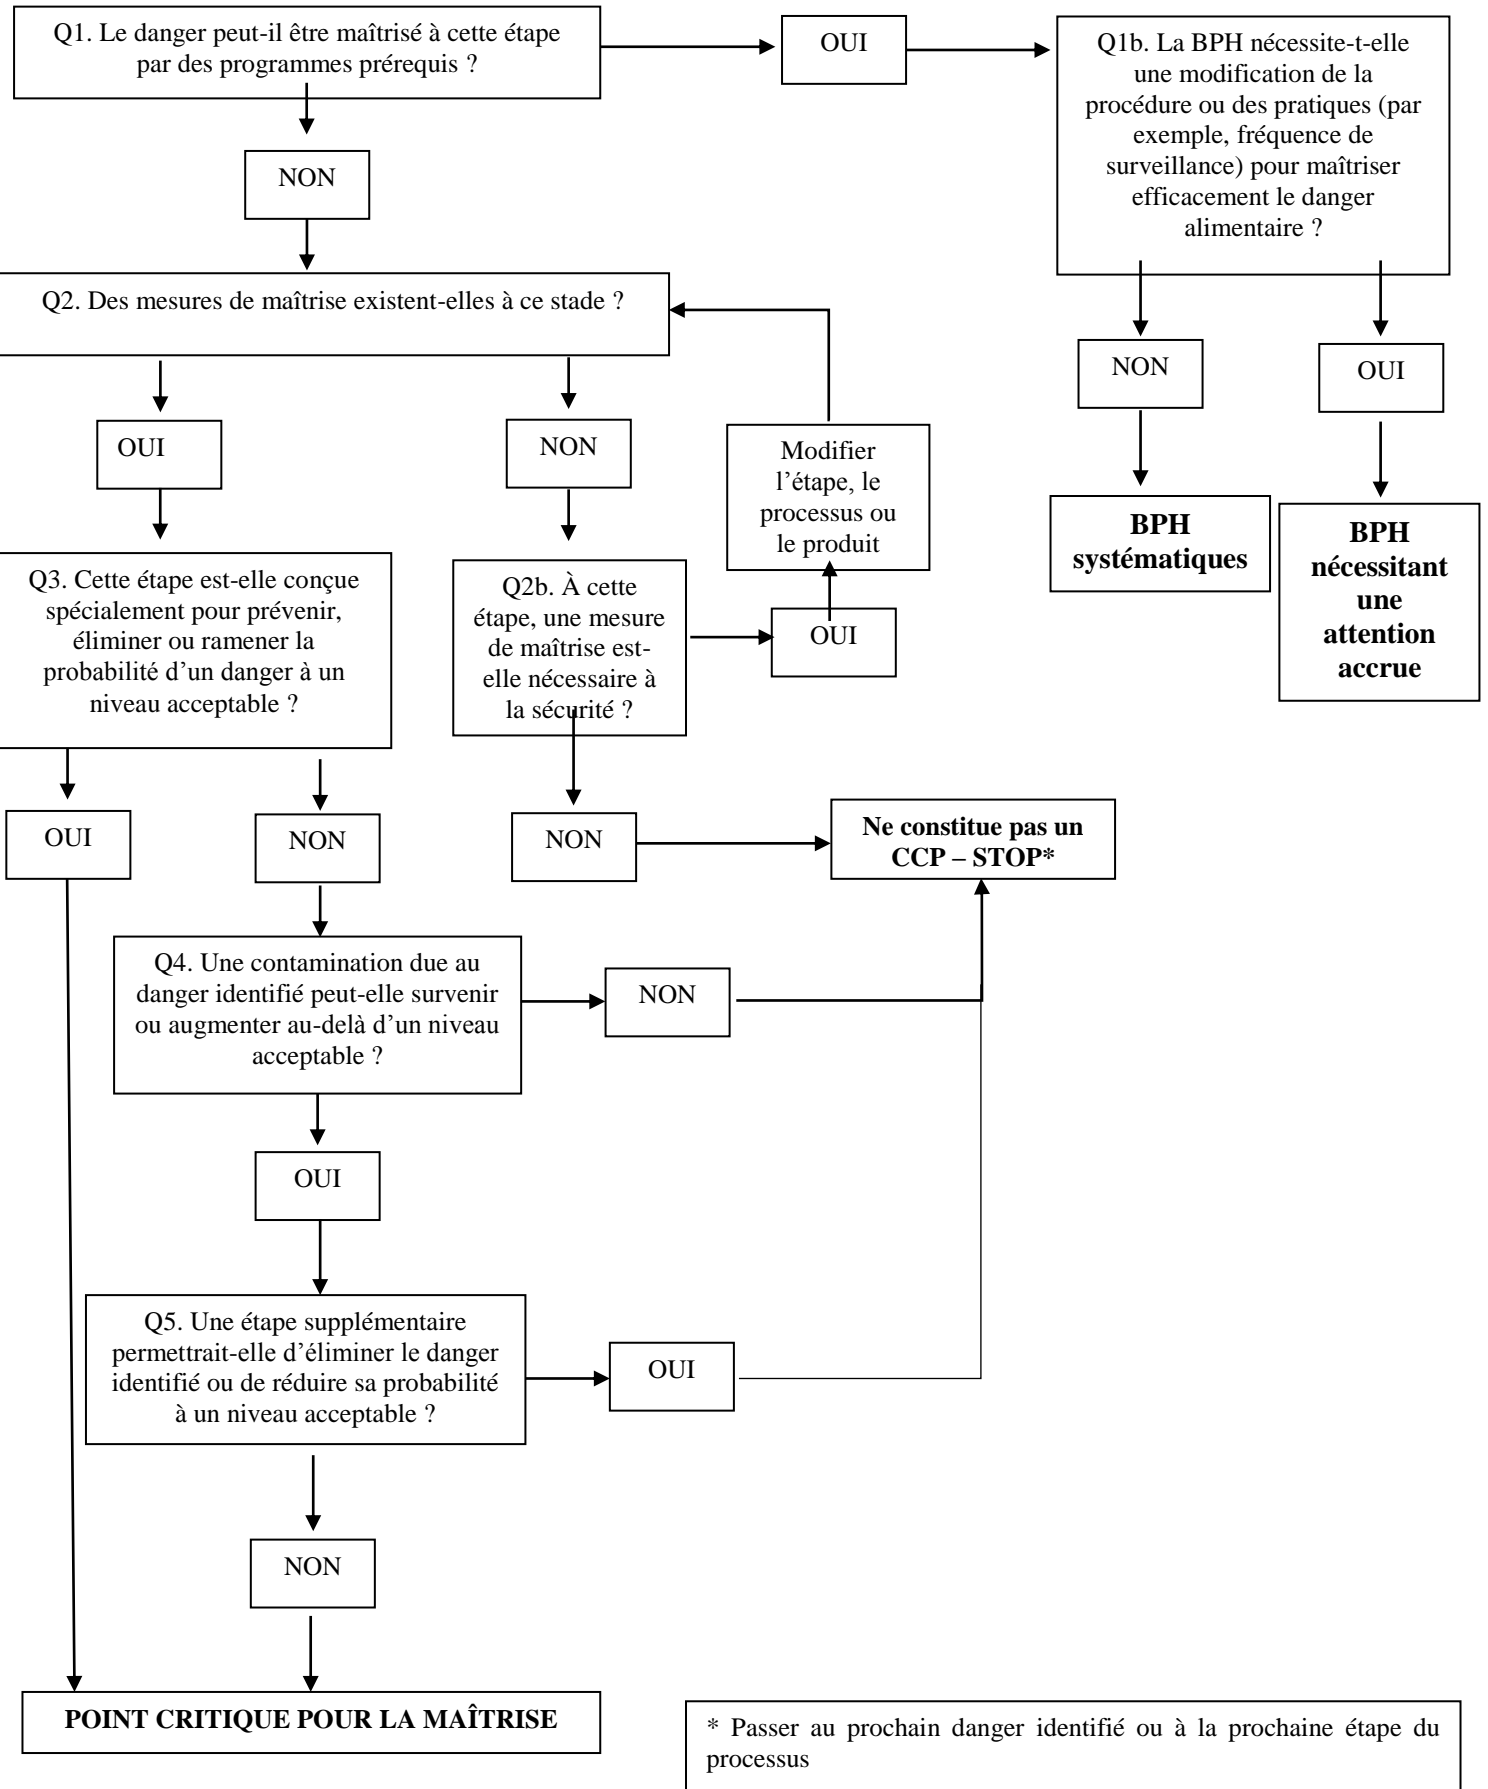 Q1. Le danger peut-il être maîtrisé à cette étape
par des programmes prérequis ?
OUI
Q1b. La BPH nécessite-t-elle
une modification de la
procédure ou des pratiques (par
exemple, fréquence de
surveillance) pour maîtriser
efficacement le danger
alimentaire ?
NON
Q2. Des mesures de maîtrise existent-elles à ce stade ?
NON
OUI
OUI
NON
Modifier
l’étape, le
processus ou
le produit
BPH
systématiques
BPH
nécessitant
une
attention
accrue
Q3. Cette étape est-elle conçue
spécialement pour prévenir,
éliminer ou ramener la
probabilité d’un danger à un
niveau acceptable ?
Q2b. À cette
étape, une mesure
de maîtrise est-
elle nécessaire à
la sécurité ?
OUI
OUI
NON
NON
Ne constitue pas un
CCP – STOP*
Q4. Une contamination due au
danger identifié peut-elle survenir
ou augmenter au-delà d’un niveau
acceptable ?
NON
OUI
Q5. Une étape supplémentaire
permettrait-elle d’éliminer le danger
identifié ou de réduire sa probabilité
à un niveau acceptable ?
OUI
NON
POINT CRITIQUE POUR LA MAÎTRISE
* Passer au prochain danger identifié ou à la prochaine étape du
processus